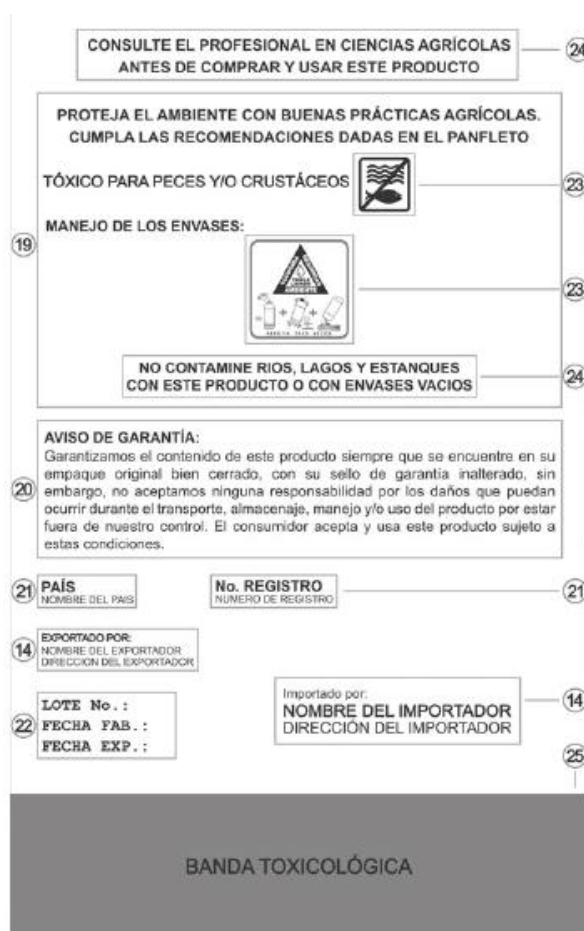 CONSULTE EL PROFESIONAL EN CIENCIAS AGRÍCOLAS
ANTES DE COMPRAR Y USAR ESTE PRODUCTO
24
PROTEJA EL AMBIENTE CON BUENAS PRÁCTICAS AGRÍCOLAS.
CUMPLA LAS RECOMENDACIONES DADAS EN EL PANFLETO
TÓXICO PARA PECES Y/O CRUSTÁCEOS
23
19
MANEJO DE LOS ENVASES:
23
NO CONTAMINE RIOS, LAGOS Y ESTANQUES
CON ESTE PRODUCTO O CON ENVASES VACIOS
24
20
AVISO DE GARANTÍA:
Garantizamos el contenido de este producto siempre que se encuentre en su
empaque original bien cerrado, con su sello de garantía inalterado, sin
embargo, no aceptamos ninguna responsabilidad por los daños que puedan
ocurrir durante el transporte, almacenaje, manejo y/o uso del producto por estar
fuera de nuestro control. El consumidor acepta y usa este producto sujeto a
estas condiciones.
21
PAÍS
NOMBRE DEL PAIS
No. REGISTRO
NUMERO DE REGISTRO
21
14
EXPORTADO POR:
NOMBRE DEL EXPORTADOR
DIRECCION DEL EXPORTADOR
22
LOTE No.:
FECHA FAB.:
FECHA EXP.:
Importado por:
NOMBRE DEL IMPORTADOR
DIRECCIÓN DEL IMPORTADOR
14
25
BANDA TOXICOLÓGICA